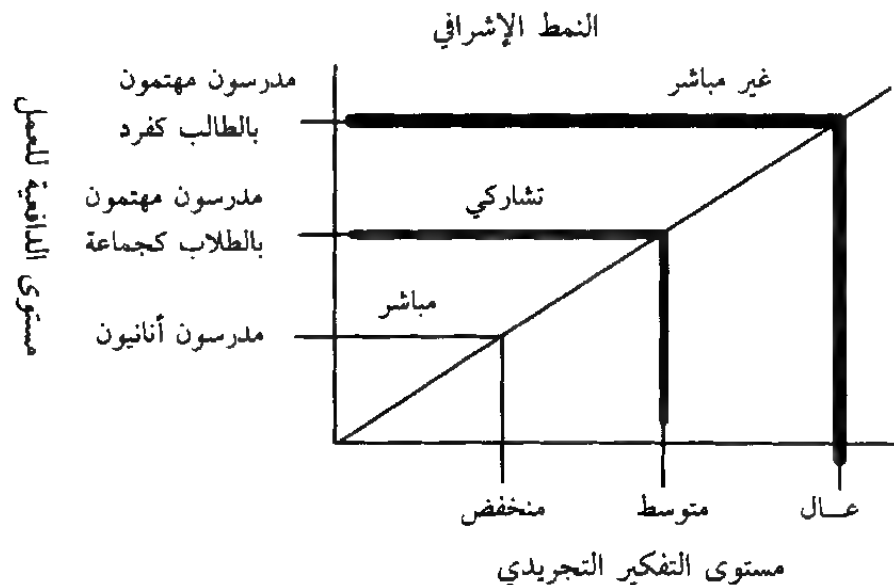 النمط الإشرافي
غير مباشر
مدرسون مهتمون
بالطالب كفرد
تشاركي
مدرسون مهتمون
بالطلاب كجماعة
مباشر
مدرسون أنانيون
مستوى الدافعية للعمل
منخفض متوسط عـــال
مستوى التفكير التجريدي